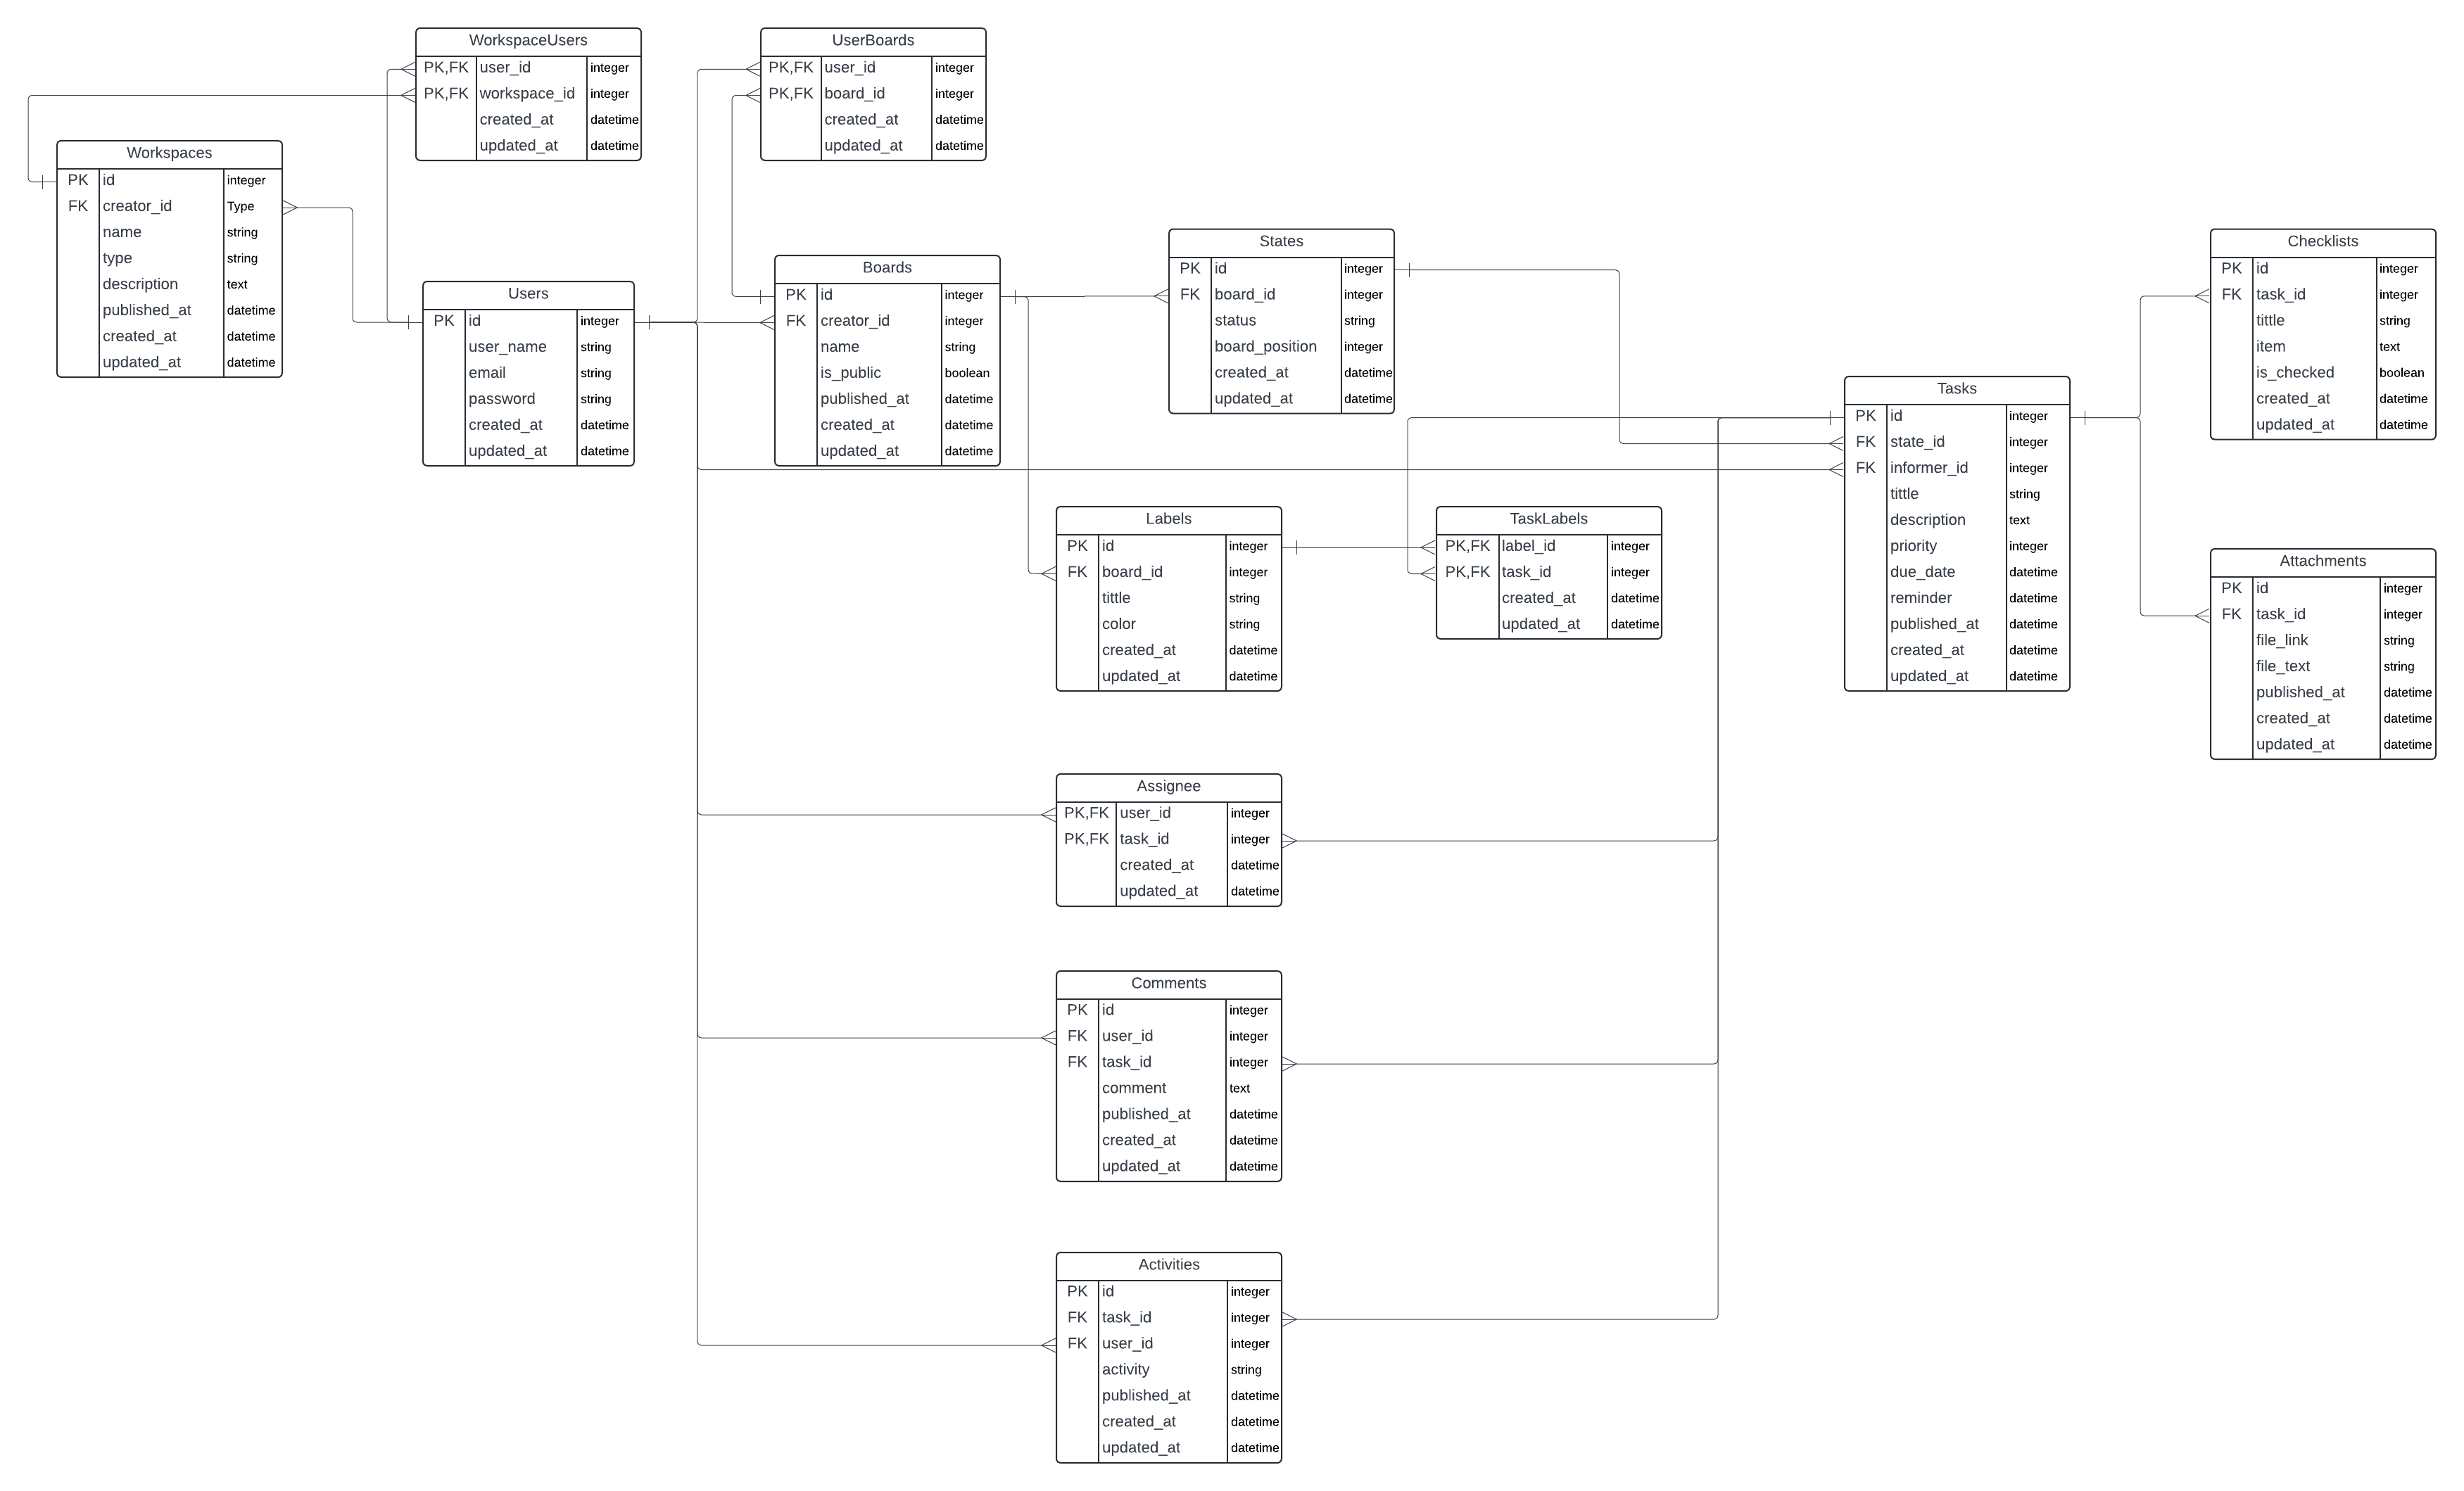 WorkspaceUsers
PK,FK user_id integer
PK,FK workspace_id integer
created_at datetime
updated_at datetime
UserBoards
PK,FK user_id integer
PK,FK board_id integer
created_at datetime
updated_at datetime
Workspaces
PK id integer
FK creator_id Type
name string
type string
description text
published_at datetime
created_at datetime
updated_at datetime
Users
PK id integer
user_name string
email string
password string
created_at datetime
updated_at datetime
Boards
PK id integer
FK creator_id integer
name string
is_public boolean
published_at datetime
created_at datetime
updated_at datetime
States
PK id integer
FK board_id integer
status string
board_position integer
created_at datetime
updated_at datetime
Checklists
PK id integer
FK task_id integer
tittle string
item text
is_checked boolean
created_at datetime
updated_at datetime
Tasks
PK id integer
FK state_id integer
FK informer_id integer
tittle string
description text
priority integer
due_date datetime
reminder datetime
published_at datetime
created_at datetime
updated_at datetime
Labels
PK id integer
FK board_id integer
tittle string
color string
created_at datetime
updated_at datetime
TaskLabels
PK,FK label_id integer
PK,FK task_id integer
created_at datetime
updated_at datetime
Attachments
PK id integer
FK task_id integer
file_link string
file_text string
published_at datetime
created_at datetime
updated_at datetime
Assignee
PK,FK user_id integer
PK,FK task_id integer
created_at datetime
updated_at datetime
Comments
PK id integer
FK user_id integer
FK task_id integer
comment text
published_at datetime
created_at datetime
updated_at datetime
Activities
PK id integer
FK task_id integer
FK user_id integer
activity string
published_at datetime
created_at datetime
updated_at datetime